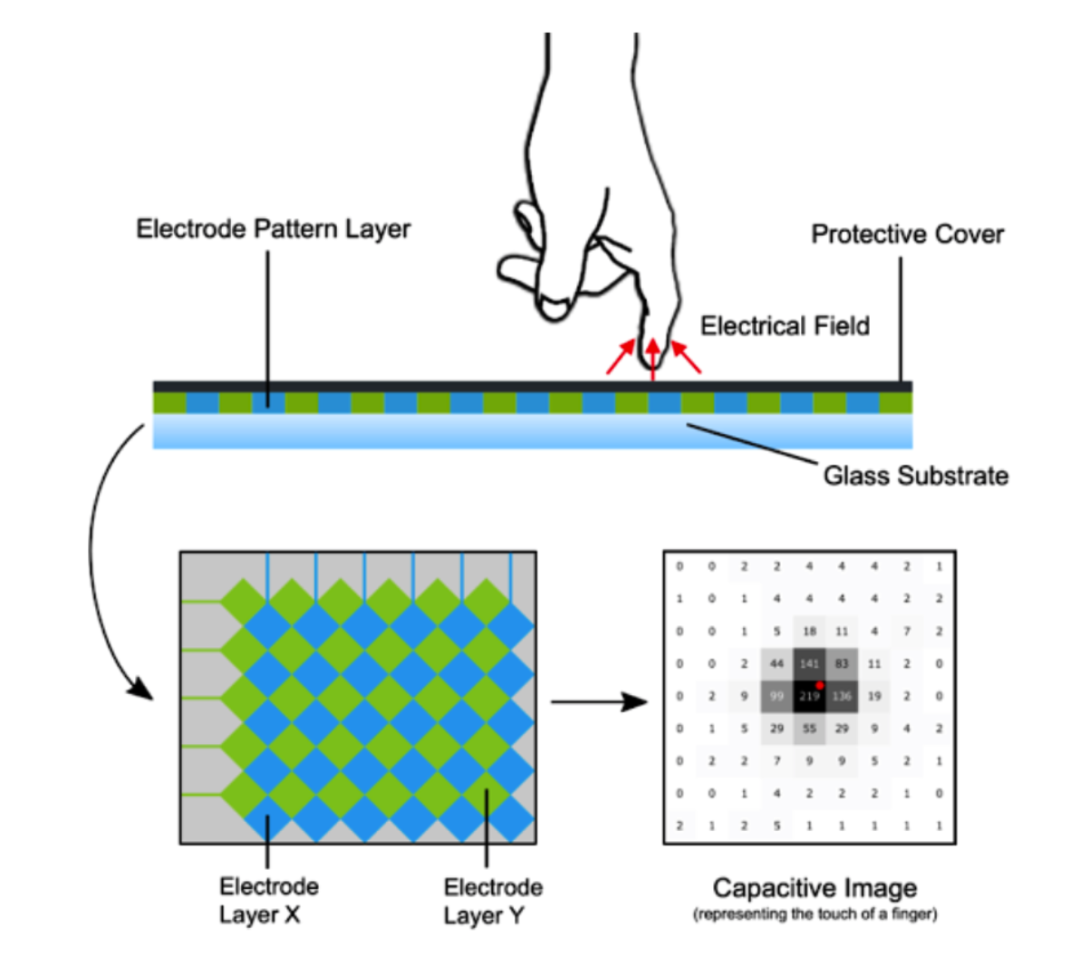 Electrode Pattern Layer
Protective Cover
Electrical Field
Glass Substrate
0 0 2 2 4 4 4 2 1
1 0 1 4 4 4 4 2 2
0 0 1 5 18 11 4 7 2
0 0 2 44 141 83 11 2 0
0 2 9 99 219 136 19 2 0
0 1 5 29 55 29 9 4 2
0 2 2 7 9 9 5 2 1
0 0 1 4 2 2 2 1 0
2 1 2 5 1 1 1 1 1
Electrode
Layer X
Electrode
Layer Y
Capacitive Image
(representing the touch of a finger)